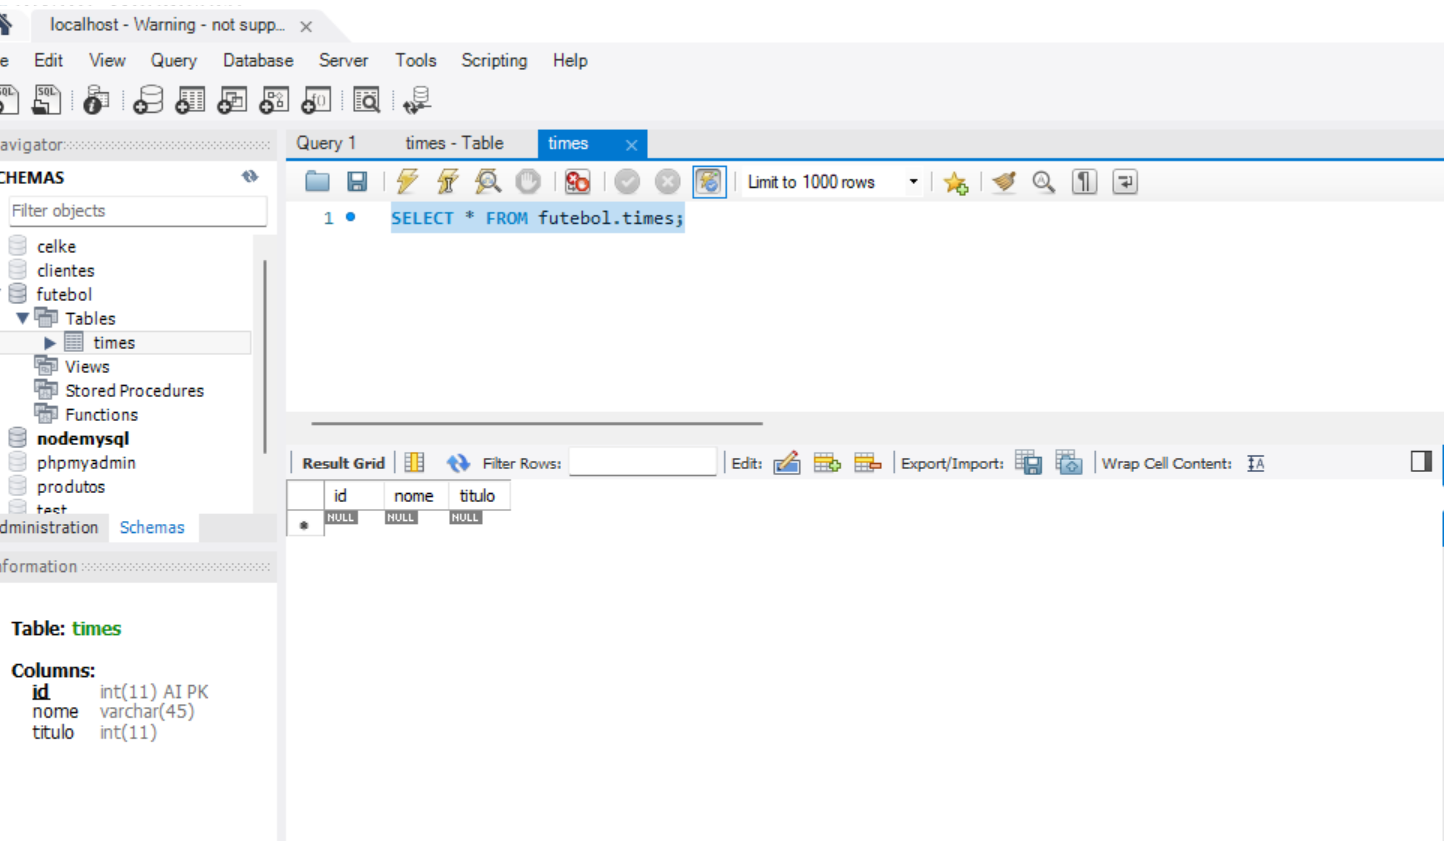 localhost - Warning - not supp...
e Edit View Query Database Server Tools Scripting Help
avigator
Query 1 times - Table times
CHEMAS
Limit to 1000 rows
Filter objects
1 SELECT * FROM futebol.times;
celke
clientes
futebol
Tables
times
Views
Stored Procedures
Functions
nodemysql
phpmyadmin
produtos
test
dministration Schemas
Result Grid Filter Rows: Edit: Export/Import: Wrap Cell Content:
id nome titulo
NULL NULL NULL
nformation
Table: times
Columns:
id int(11) AI PK
nome varchar(45)
titulo int(11)